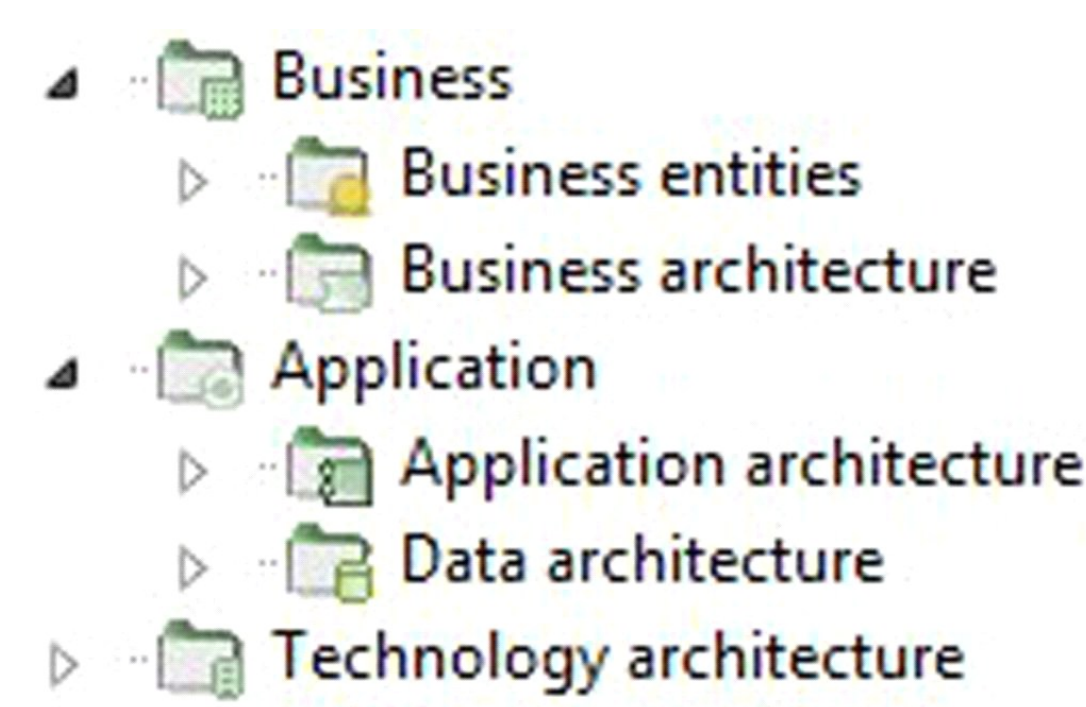 Business
Business entities
Business architecture
Application
Application architecture
Data architecture
Technology architecture